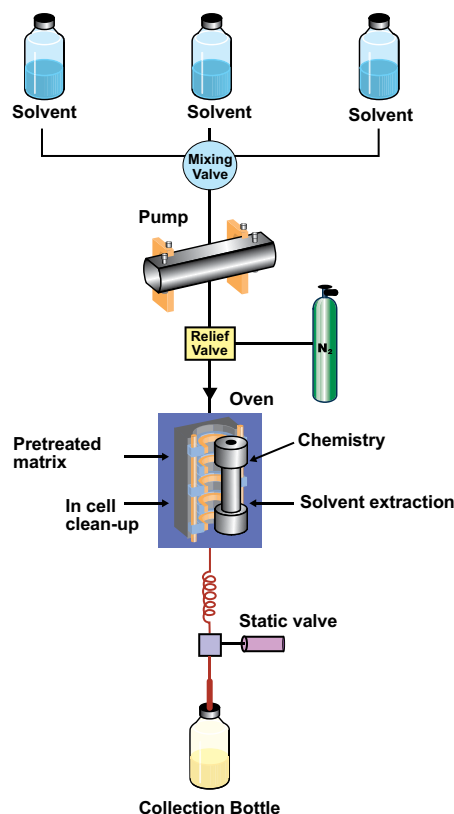 Solvent
Solvent
Solvent
Mixing
Valve
Pump
Relief
Valve
N₂
Oven
Pretreated
matrix
Chemistry
In cell
clean-up
Solvent extraction
Static valve
Collection Bottle